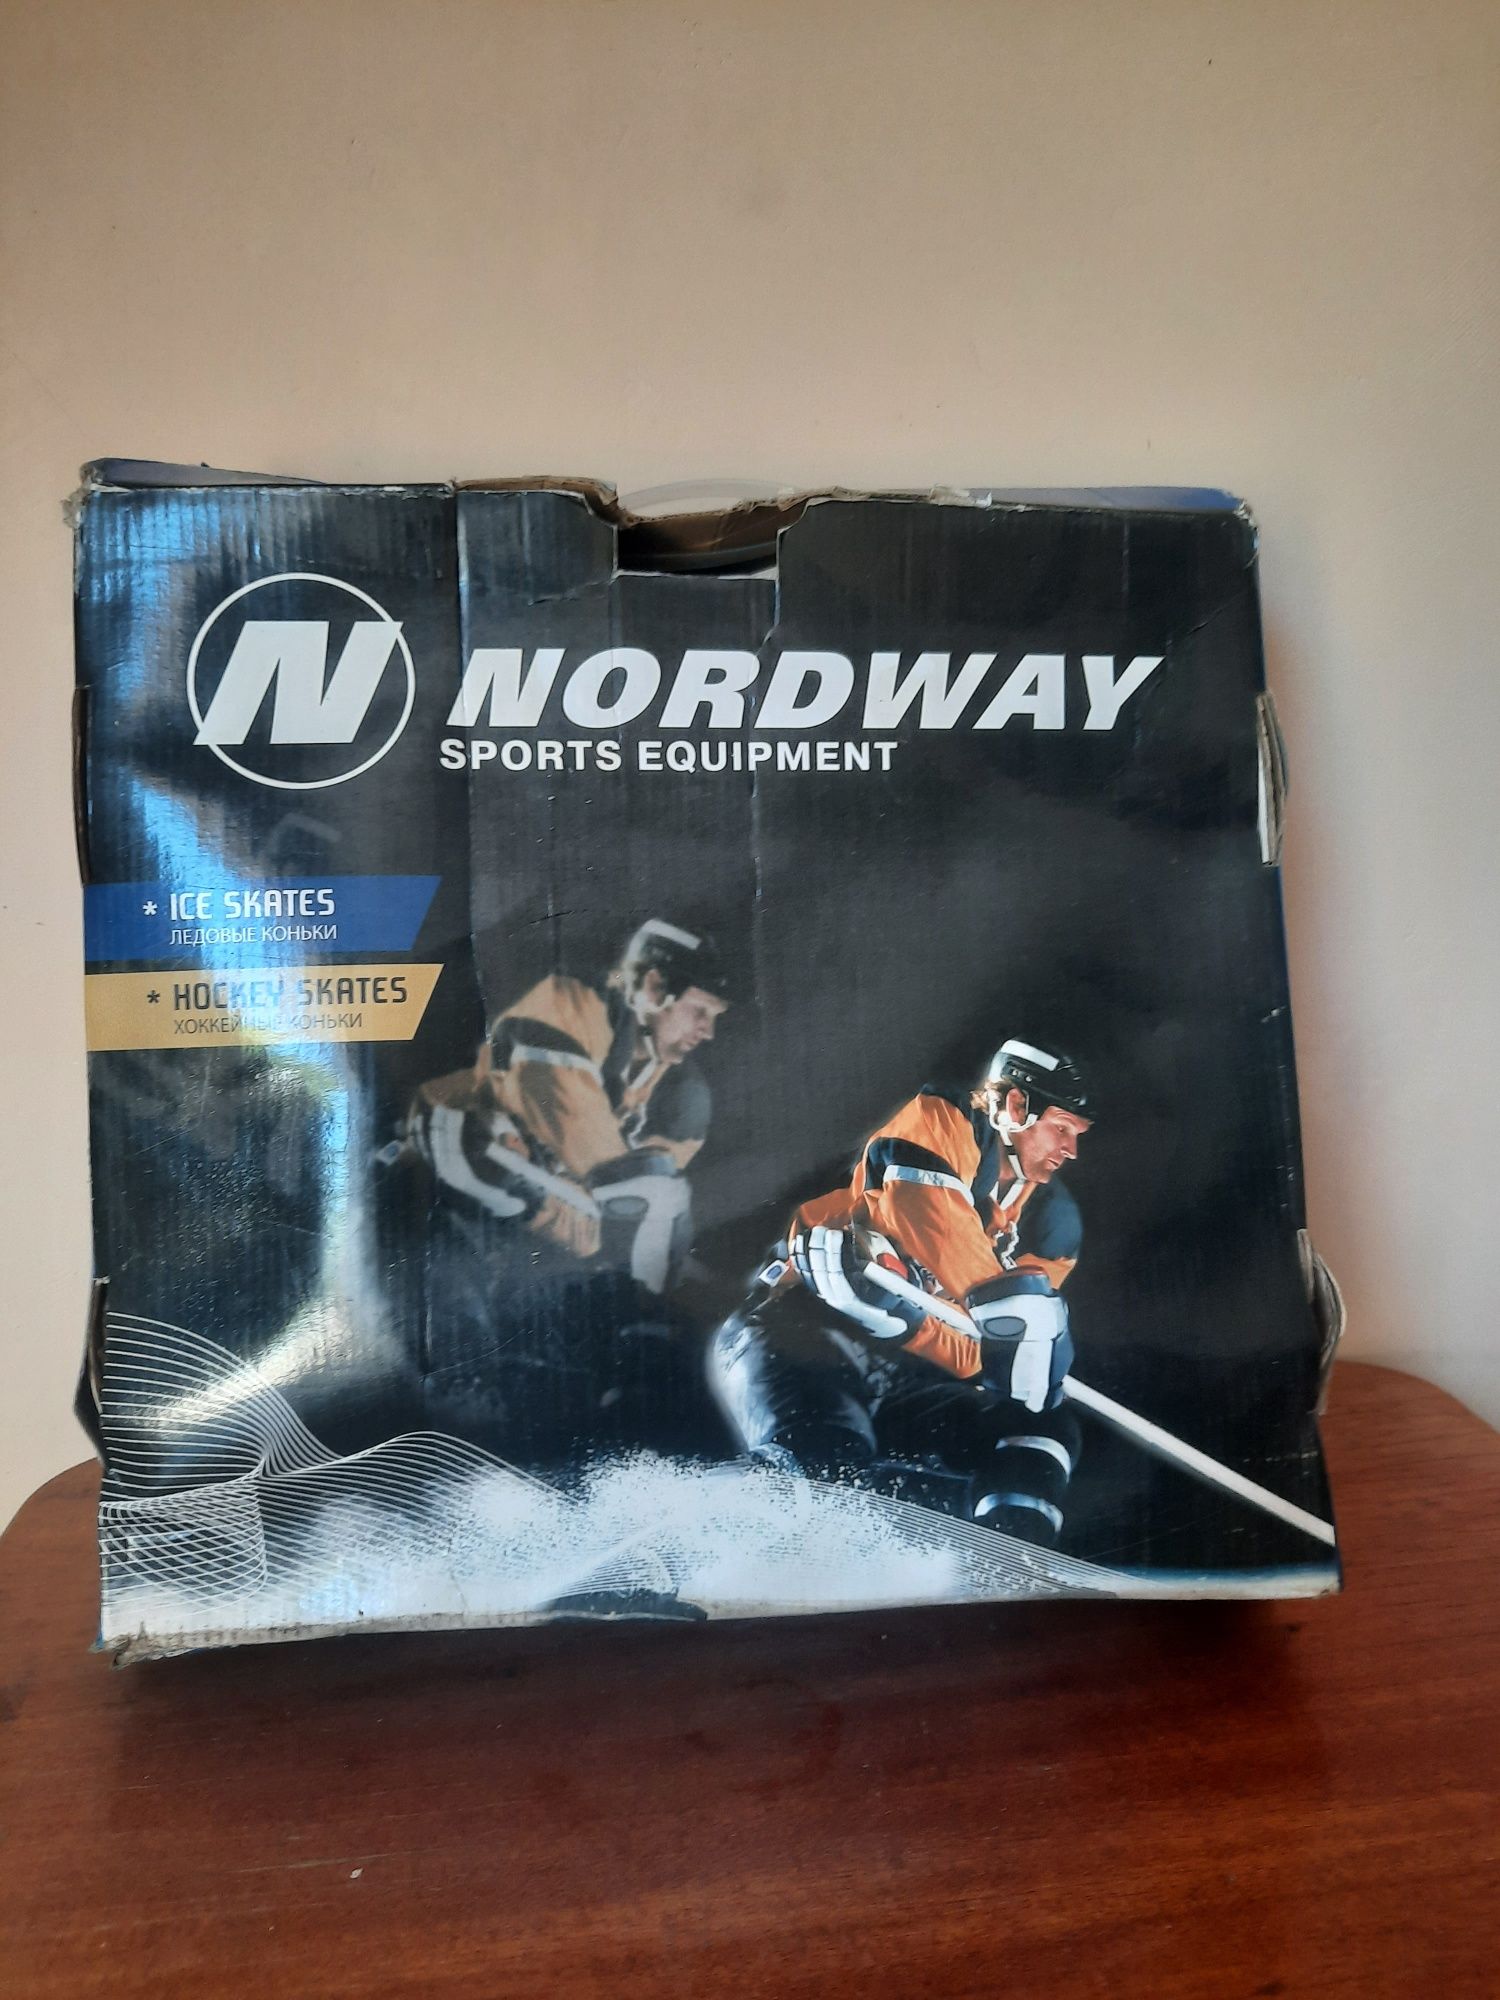 N NORDWAY
SPORTS EQUIPMENT
* ICE SKATES
ЛЕДОВЫЕ КОНЬКИ
* HOCKEY SKATES
ХОККЕЙНЫЕ КОНЬКИ